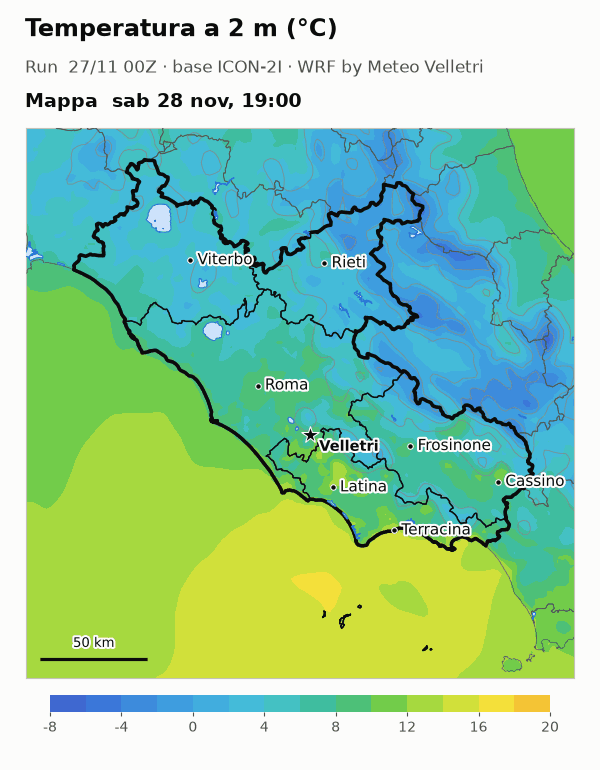 Temperatura a 2 m (°C)
Run 27/11 00Z · base ICON-2I · WRF by Meteo Velletri
Mappa sab 28 nov, 19:00
Viterbo
Rieti
Roma
Velletri
Frosinone
Cassino
Latina
Terracina
50 km
-8 -4 0 4 8 12 16 20